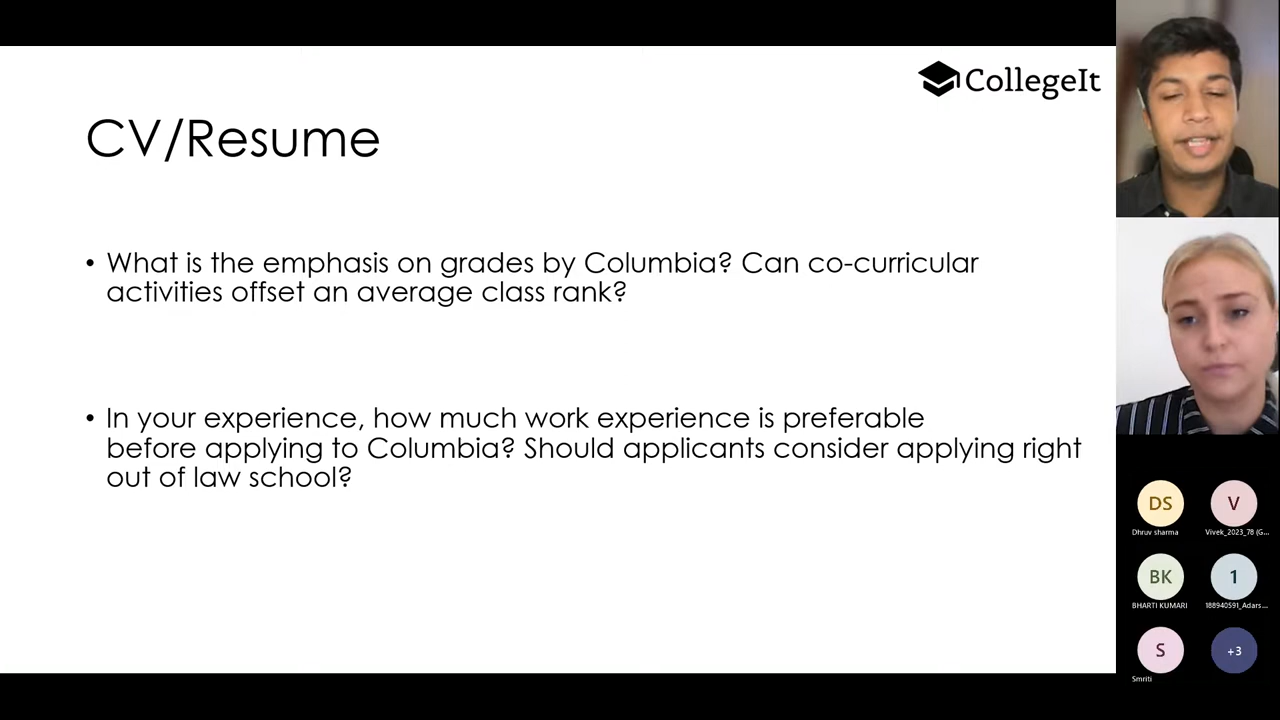 CollegeIt
CV/Resume
• What is the emphasis on grades by Columbia? Can co-curricular
activities offset an average class rank?
• In your experience, how much work experience is preferable
before applying to Columbia? Should applicants consider applying right
out of law school?
DS
V
Dhruv sharma
Vivek_2023_78 (G...
BK
1
BHARTI KUMARI
188940591_Adars...
S
+3
Smriti